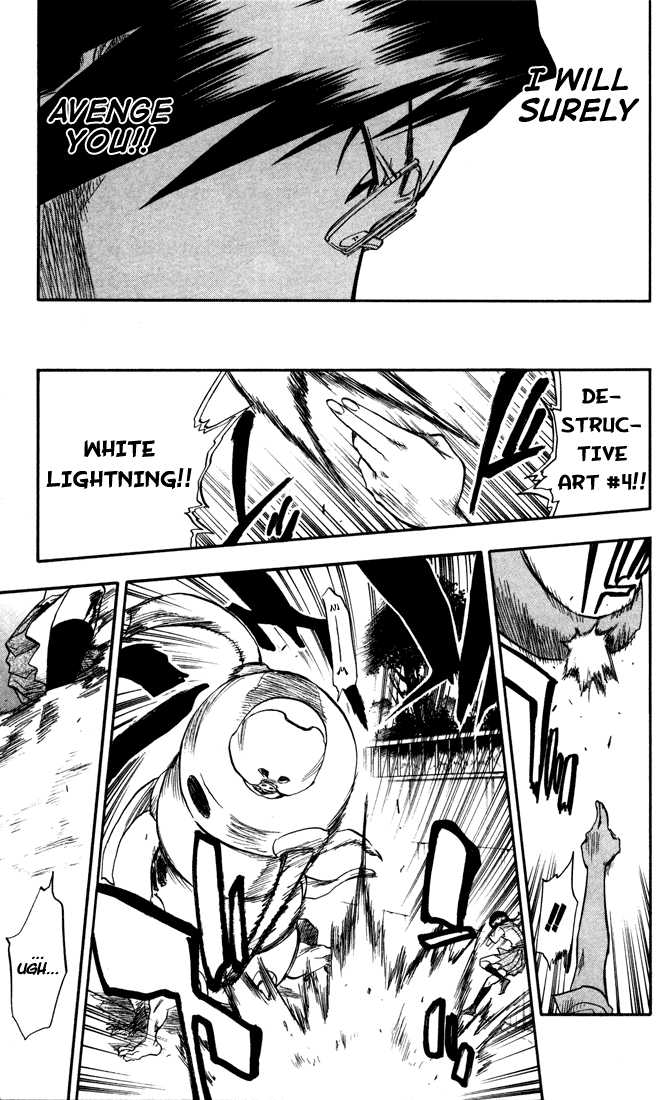 I WILL
SURELY
AVENGE
YOU!!!
DE-
STRUC-
TIVE
ART #4!!
WHITE
LIGHTNING!!
!!
...
UGH...